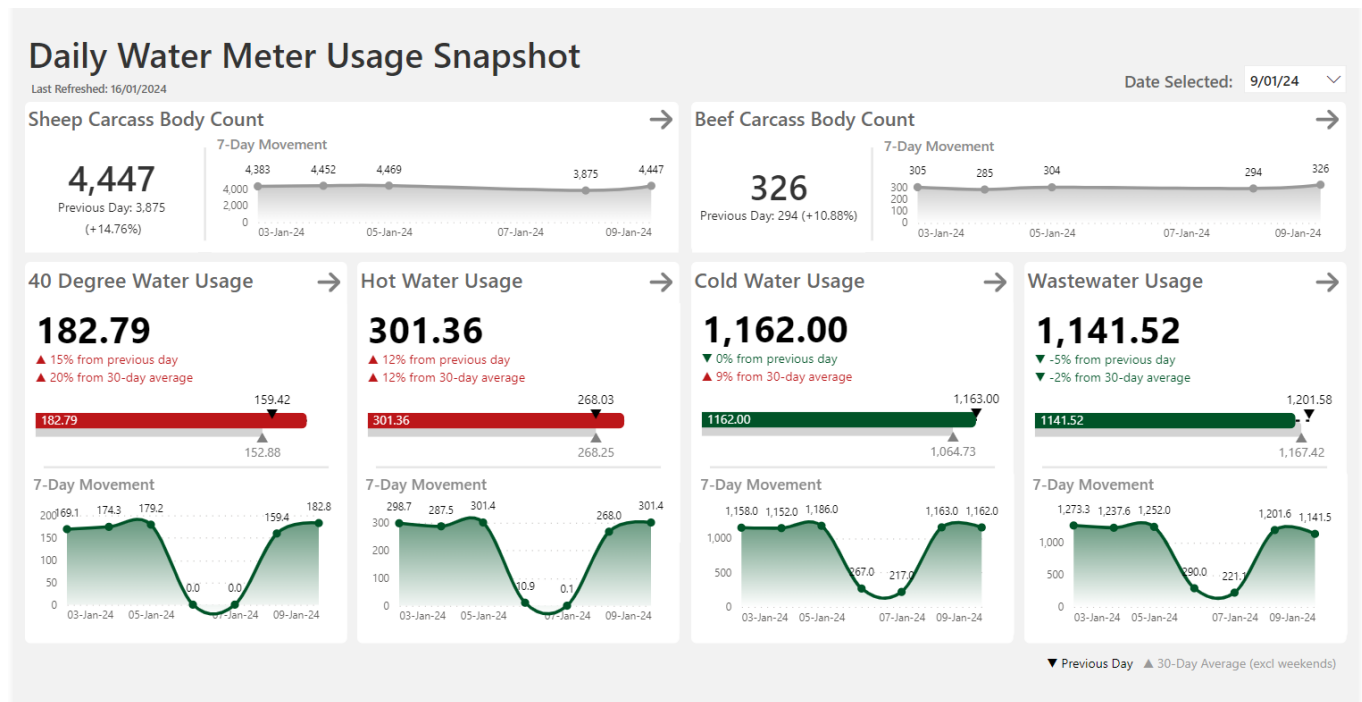 Daily Water Meter Usage Snapshot
Last Refreshed: 16/01/2024
Date Selected: 9/01/24
Sheep Carcass Body Count
4,447
Previous Day: 3,875
(+14.76%)
7-Day Movement
4,383 4,452 4,469 3,875 4,447
4,000
2,000
0
03-Jan-24 05-Jan-24 07-Jan-24 09-Jan-24
Beef Carcass Body Count
326
Previous Day: 294 (+10.88%)
7-Day Movement
305 285 304 294 326
300
200
100
0
03-Jan-24 05-Jan-24 07-Jan-24 09-Jan-24
40 Degree Water Usage
182.79
▲ 15% from previous day
▲ 20% from 30-day average
159.42
182.79
152.88
7-Day Movement
169.1 174.3 179.2 0.0 0.0 159.4 182.8
200
150
100
50
0
03-Jan-24 05-Jan-24 07-Jan-24 09-Jan-24
Hot Water Usage
301.36
▲ 12% from previous day
▲ 12% from 30-day average
268.03
301.36
268.25
7-Day Movement
298.7 287.5 301.4 10.9 0.1 268.0 301.4
300
200
100
0
03-Jan-24 05-Jan-24 07-Jan-24 09-Jan-24
Cold Water Usage
1,162.00
▼ 0% from previous day
▲ 9% from 30-day average
1,163.00
1162.00
1,064.73
7-Day Movement
1,158.0 1,152.0 1,186.0 267.0 217.0 1,163.0 1,162.0
1,000
500
0
03-Jan-24 05-Jan-24 07-Jan-24 09-Jan-24
Wastewater Usage
1,141.52
▼ -5% from previous day
▼ -2% from 30-day average
1,201.58
1141.52
1,167.42
7-Day Movement
1,273.3 1,237.6 1,252.0 290.0 221.1 1,201.6 1,141.5
1,000
500
0
03-Jan-24 05-Jan-24 07-Jan-24 09-Jan-24
▼ Previous Day ▲ 30-Day Average (excl weekends)